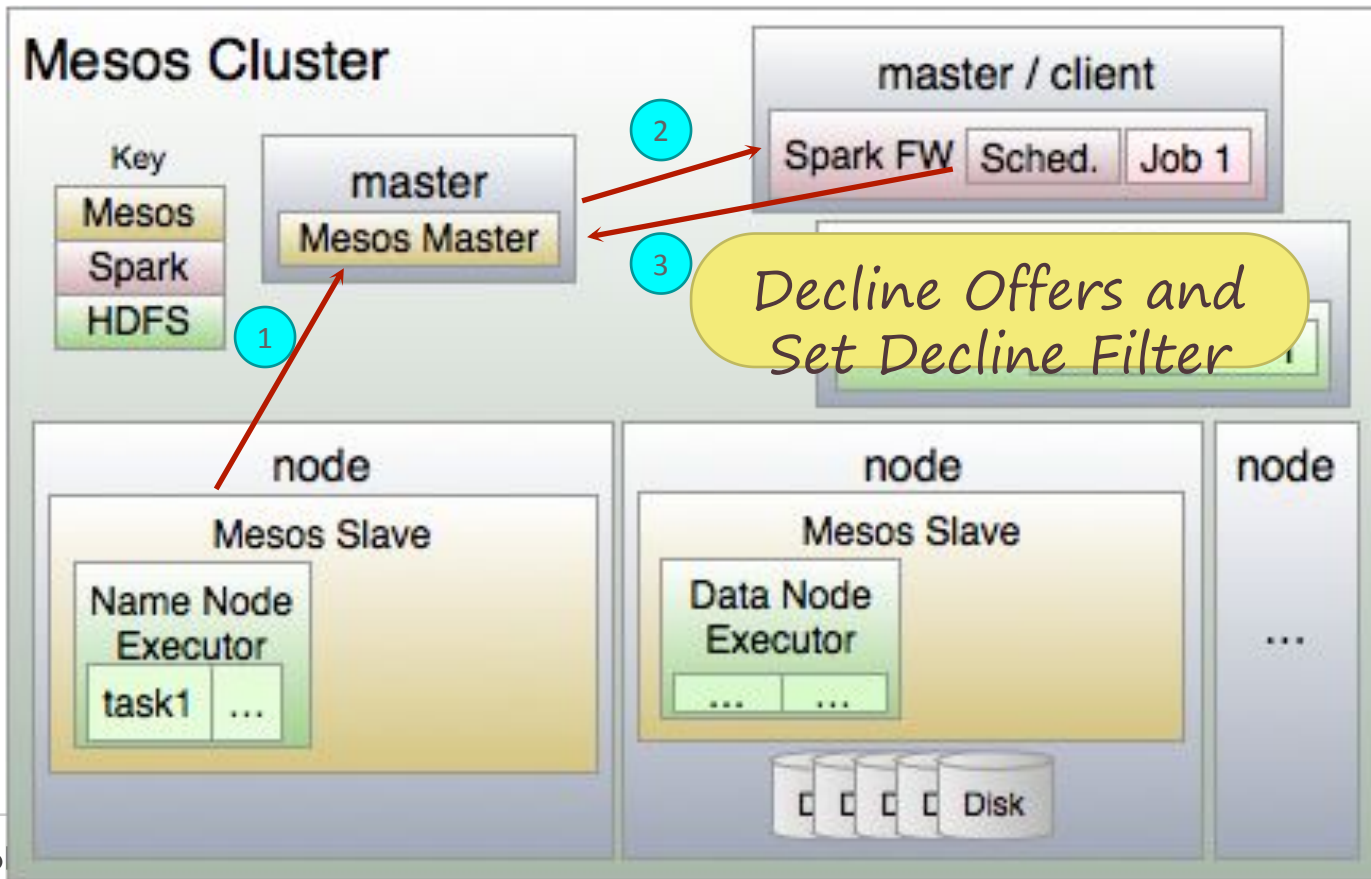 Mesos Cluster
Key
Mesos
Spark
HDFS
master
Mesos Master
1
2
3
master / client
Spark FW
Sched.
Job 1
Decline Offers and
Set Decline Filter
node
Mesos Slave
Name Node
Executor
task1
...
node
Mesos Slave
Data Node
Executor
...
...
Disk
node
...